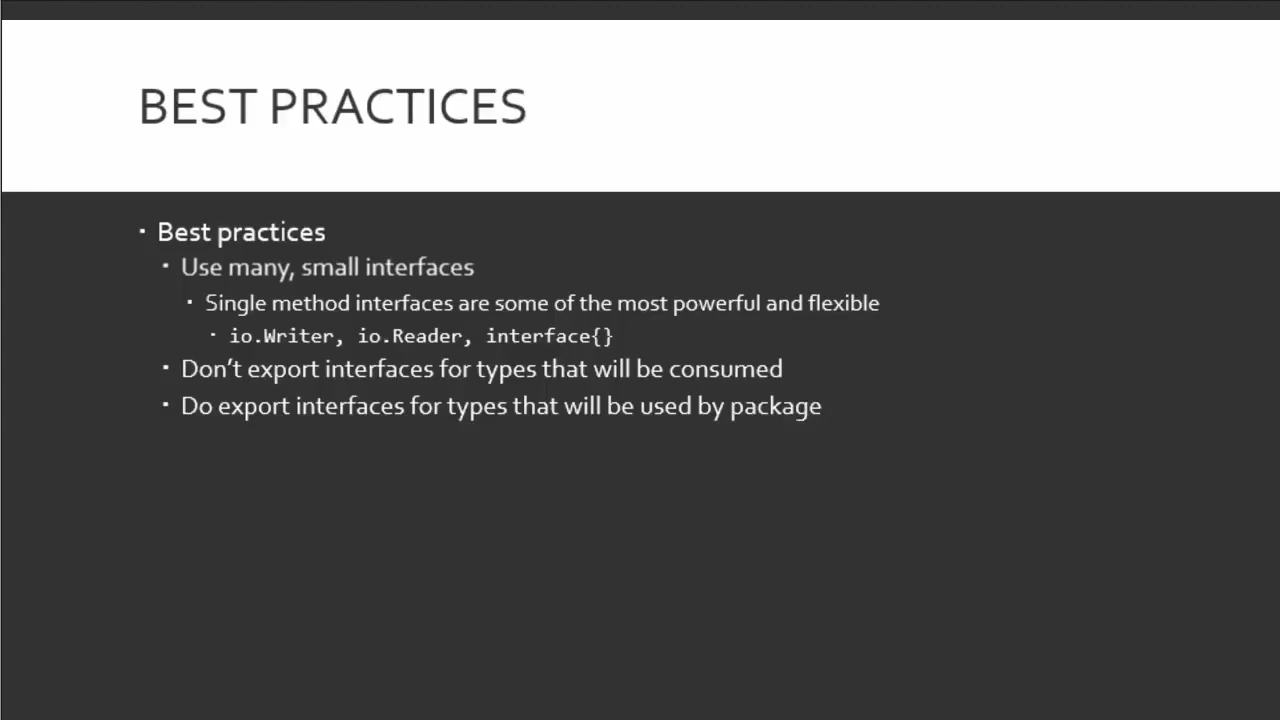 BEST PRACTICES
▪ Best practices
▪ Use many, small interfaces
▪ Single method interfaces are some of the most powerful and flexible
▪ io.Writer, io.Reader, interface{}
▪ Don’t export interfaces for types that will be consumed
▪ Do export interfaces for types that will be used by package